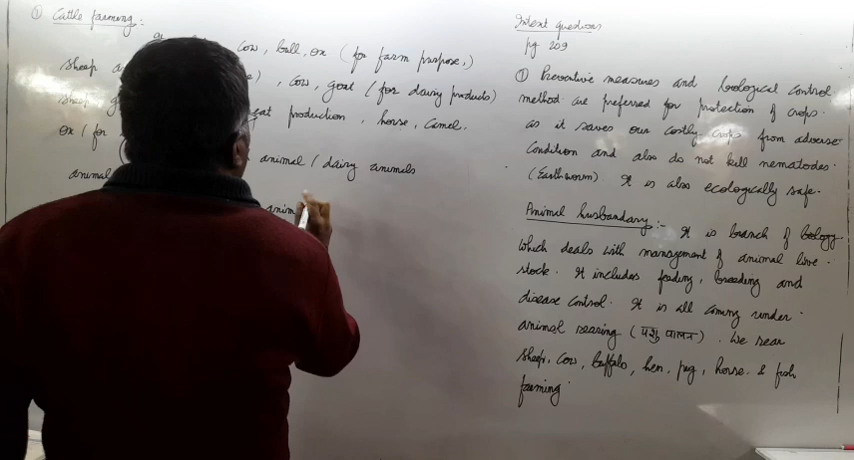 ① Cattle farming :
cow, bull, ox (for farm purpose,)
sheep a e) , cow, goat (for dairy products)
sheep g eat production , horse, camel.
ox (for
animal animal (dairy animals
anim
Intext questions
pg 209
① Preventive measures and biological control
method are preferred for protection of crops.
as it saves our costly crops from adverse
condition and also do not kill nematodes.
(Earthworm) It is also ecologically safe.
Animal husbandary :- It is branch of
which deals with management of animal live
stock. It includes feeding, breeding and
disease control. It is all coming under
animal rearing (पशु पालन). We rear
sheep, cow, buffalo, hen, pig, horse. & fish
farming.